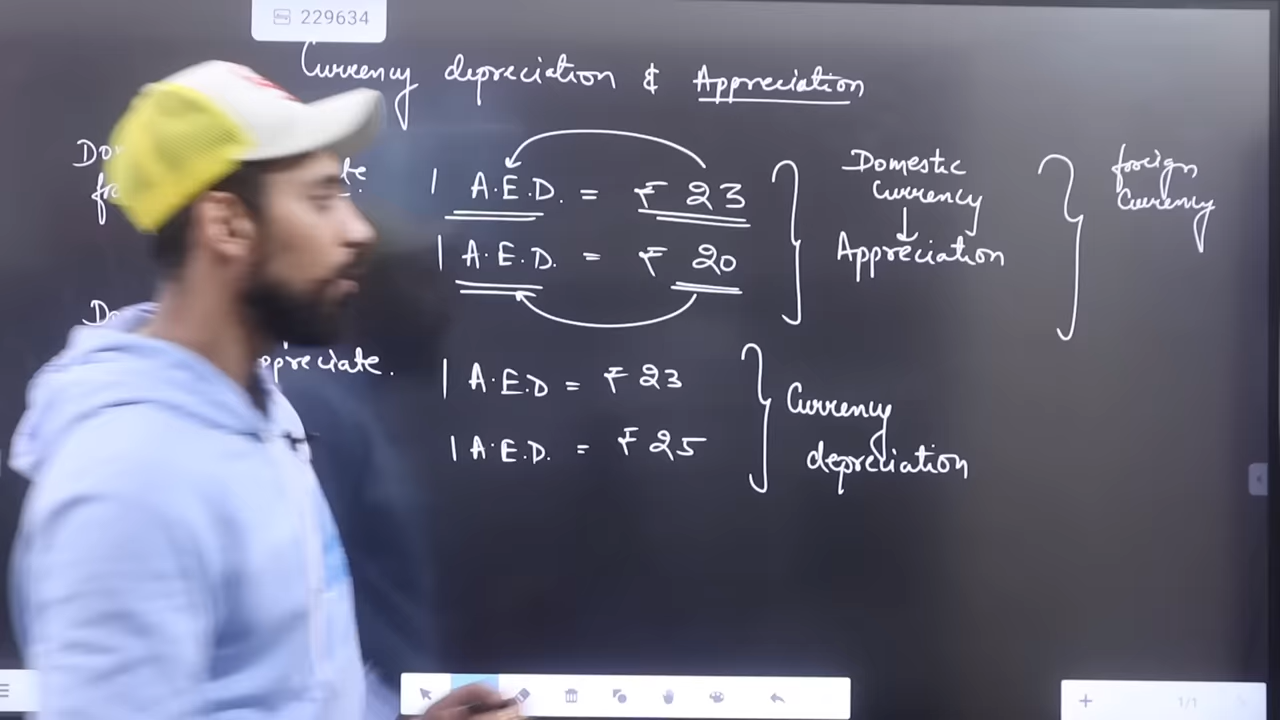 229634
Currency depreciation & Appreciation
1 A.E.D. = ₹ 23
1 A.E.D. = ₹ 20
Domestic
Currency
↓
Appreciation
foreign
Currency
1 A.E.D = ₹ 23
1 A.E.D. = ₹ 25
Currency
depreciation
1/1